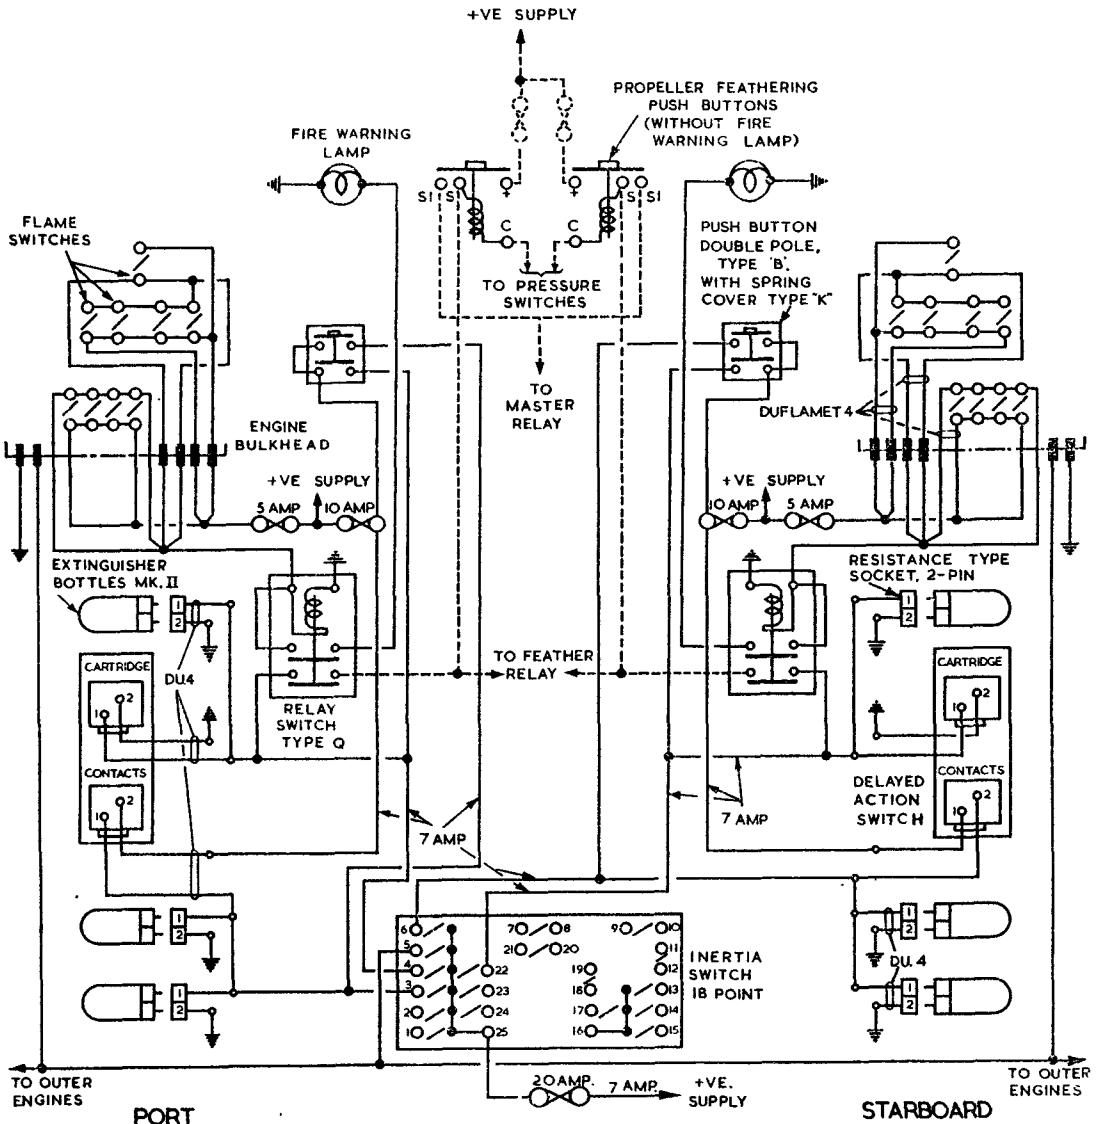 +VE SUPPLY
PROPELLER FEATHERING
PUSH BUTTONS
(WITHOUT FIRE
WARNING LAMP)
FIRE WARNING
LAMP
S1 S + + S S1
C C
FLAME
SWITCHES
PUSH BUTTON
DOUBLE POLE,
TYPE 'B'.
WITH SPRING
COVER TYPE "K"
TO PRESSURE
SWITCHES
TO
MASTER
RELAY
DUFLAMET 4
ENGINE
BULKHEAD
+VE SUPPLY
5 AMP 10 AMP
+VE SUPPLY
10 AMP 5 AMP
EXTINGUISHER
BOTTLES MK. II
RESISTANCE TYPE
SOCKET, 2-PIN
1
2
1
2
CARTRIDGE
DU.4
TO FEATHER
RELAY
CARTRIDGE
1 2
RELAY
SWITCH
TYPE Q
1 2
CONTACTS
CONTACTS
1 2
DELAYED
ACTION
SWITCH
1 2
7 AMP
7 AMP
1
2
1
2
DU. 4
1
2
1
2
6 7 8 9 10
5 21 20 11
4 22 19 12
3 23 18 13
2 24 17 14
1 25 16 15
INERTIA
SWITCH
18 POINT
TO OUTER
ENGINES
20 AMP. 7 AMP. +VE.
SUPPLY
TO OUTER
ENGINES
PORT
STARBOARD